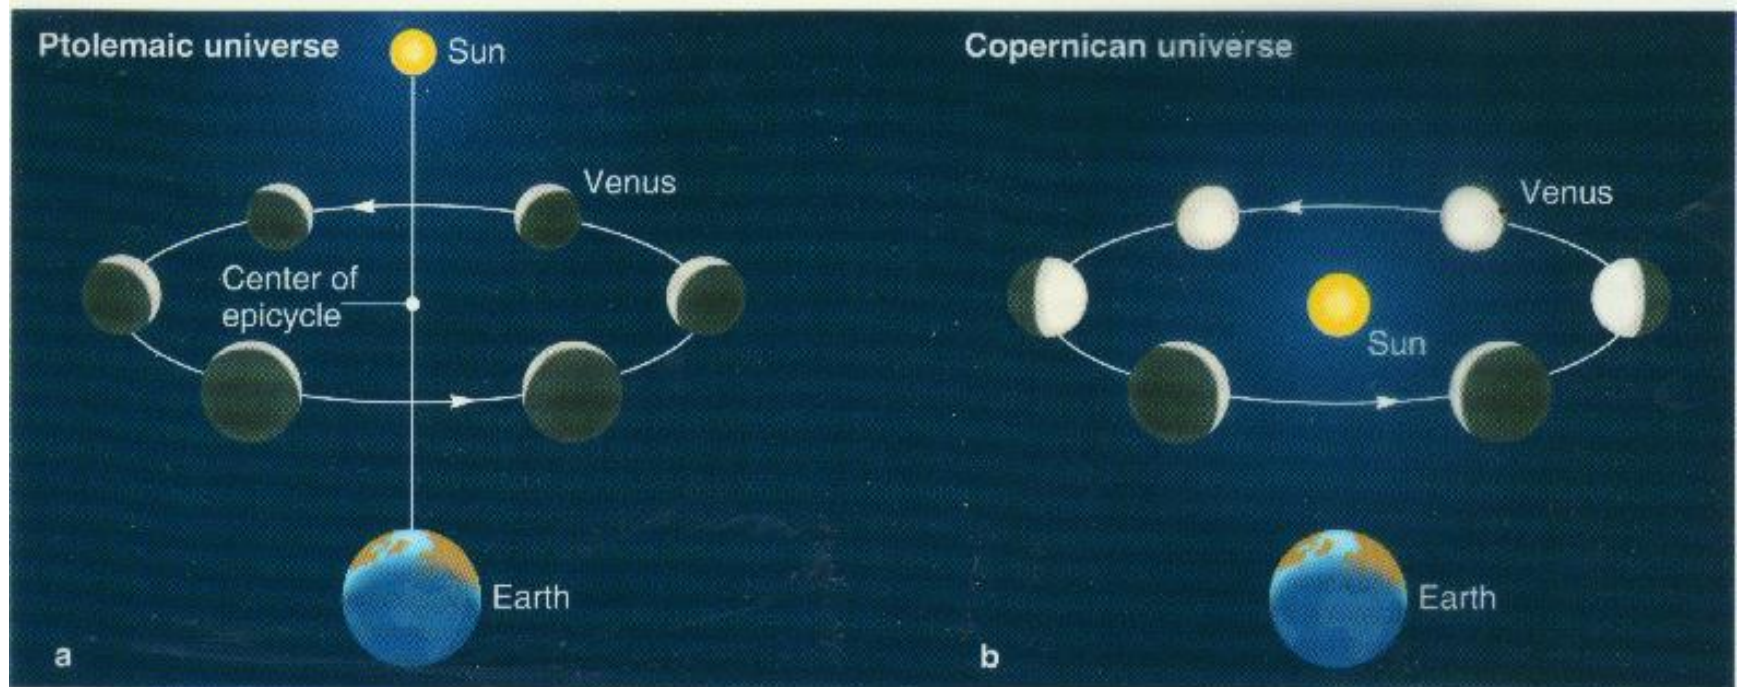 Ptolemaic universe
Sun
Venus
Center of
epicycle
Earth
a
Copernican universe
Venus
Sun
Earth
b